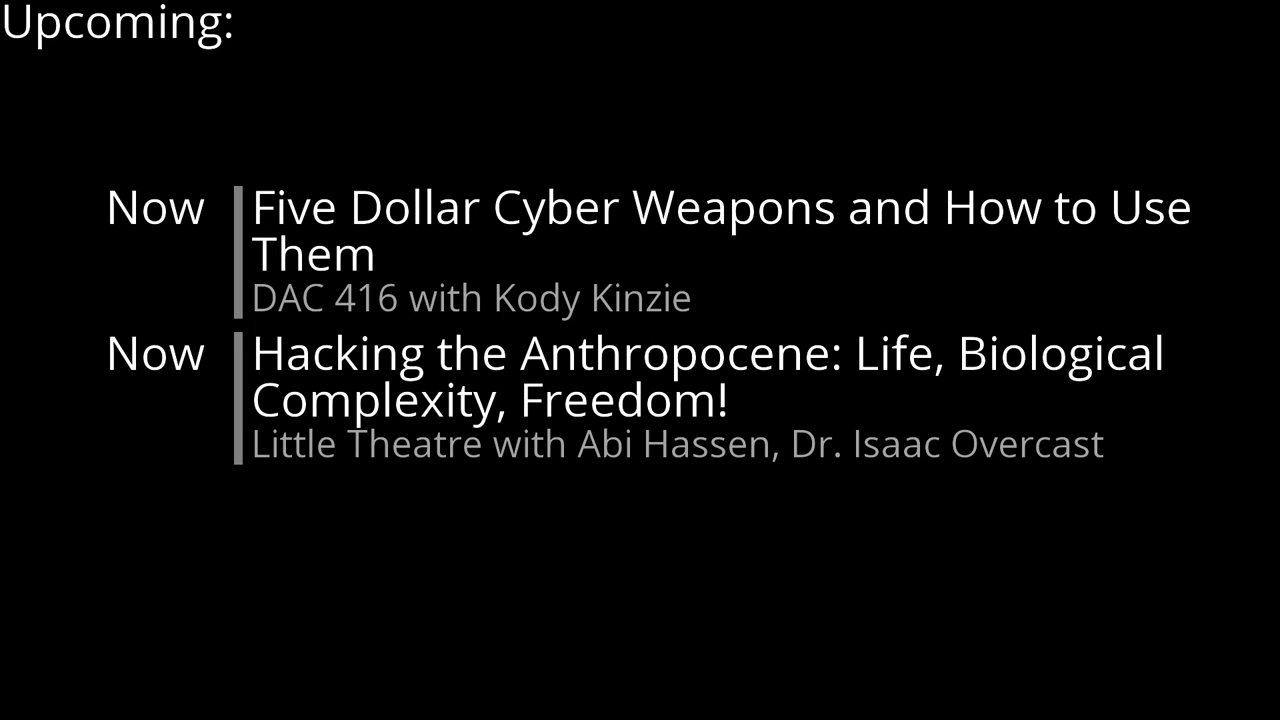 Upcoming:
Now
Five Dollar Cyber Weapons and How to Use
Them
DAC 416 with Kody Kinzie
Now
Hacking the Anthropocene: Life, Biological
Complexity, Freedom!
Little Theatre with Abi Hassen, Dr. Isaac Overcast